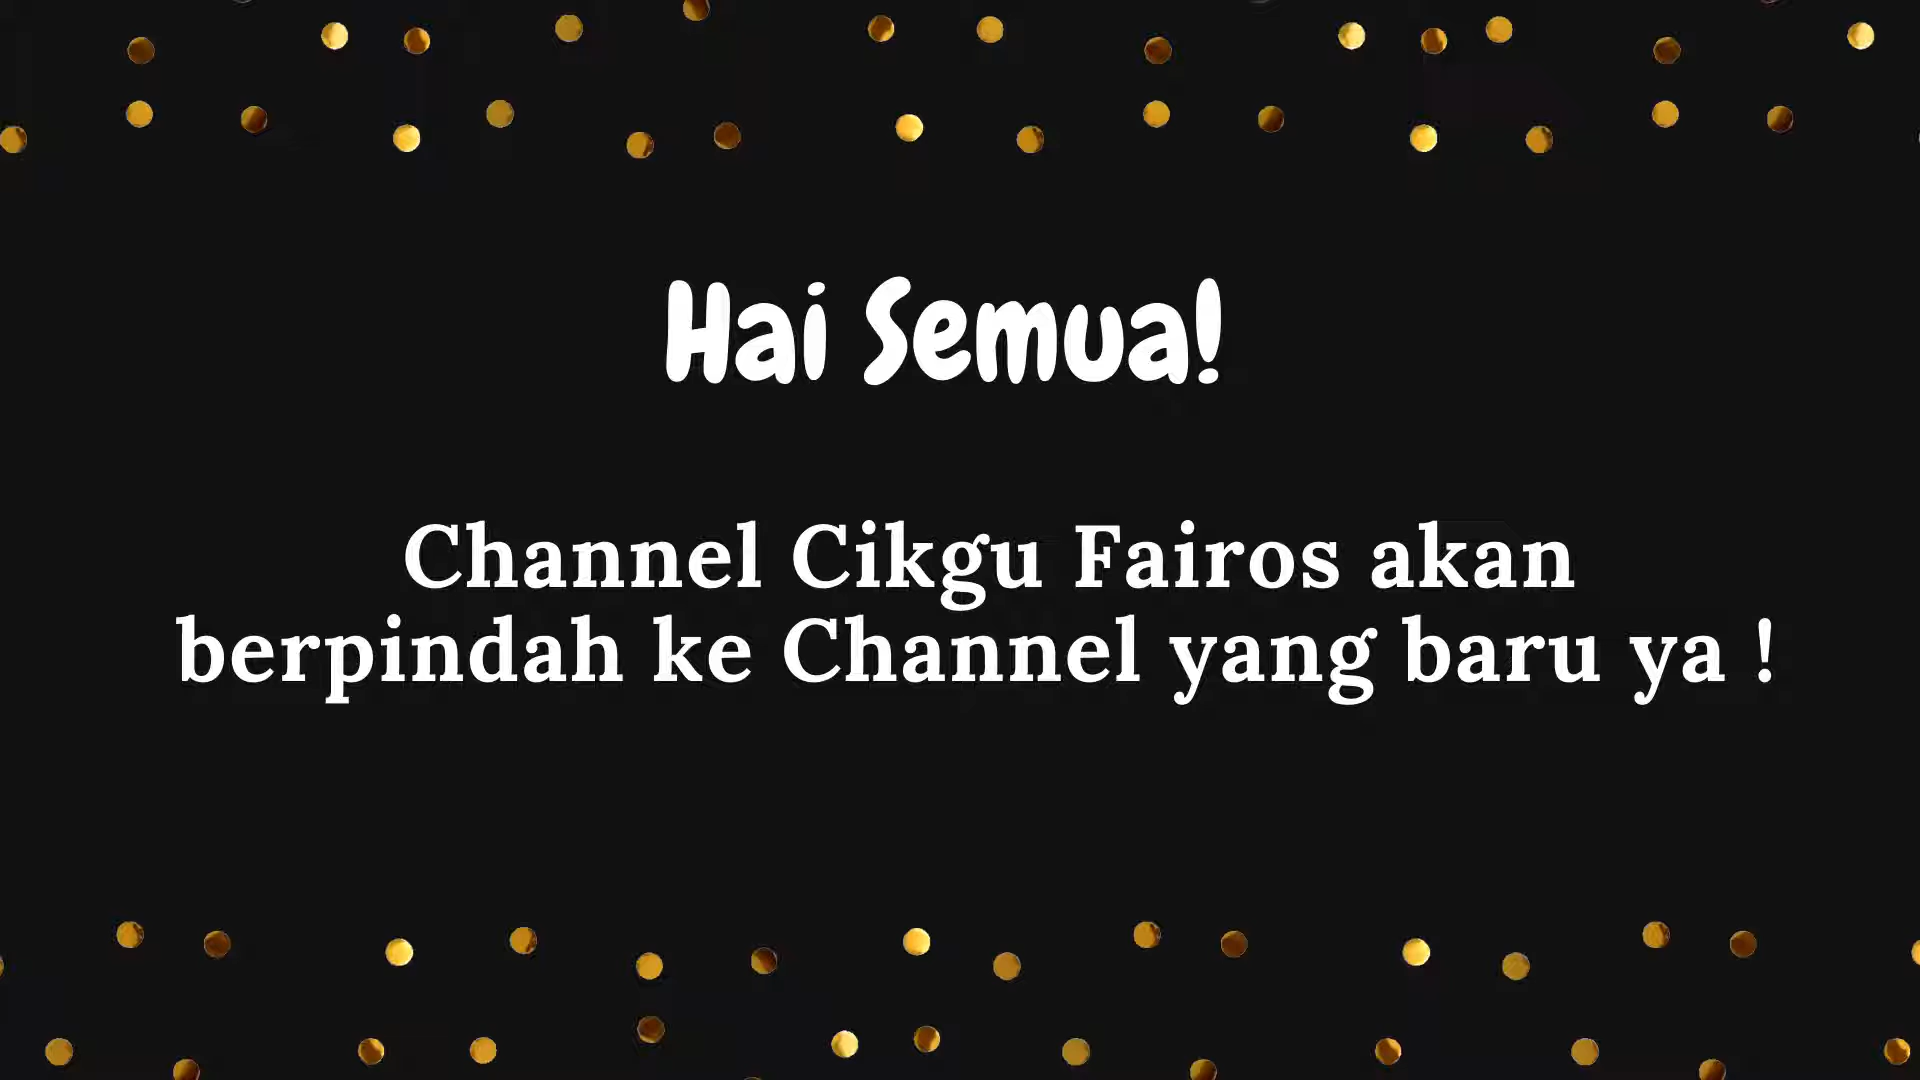 Hai Semua!
Channel Cikgu Fairos akan
berpindah ke Channel yang baru ya !